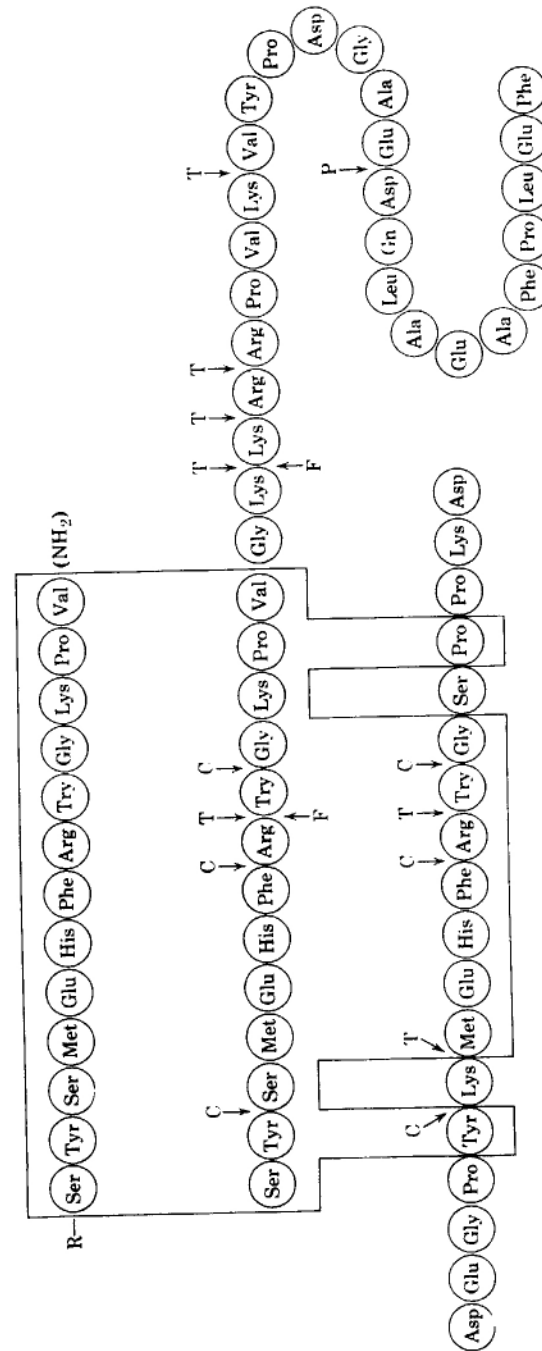 R— Ser Tyr Ser Met Glu His Phe Arg Try Gly Lys Pro Val (NH₂)
C C T C T T T T
Ser Tyr Ser Met Glu His Phe Arg Try Gly Lys Pro Val Gly Lys Lys Arg Arg Pro Val Lys Val Tyr Pro Asp Gly Ala Glu Asp Gn Leu Ala Glu Ala Phe Pro Leu Glu Phe
F F P
C T C T C
Asp Glu Gly Pro Tyr Lys Met Glu His Phe Arg Try Gly Ser Pro Pro Lys Asp